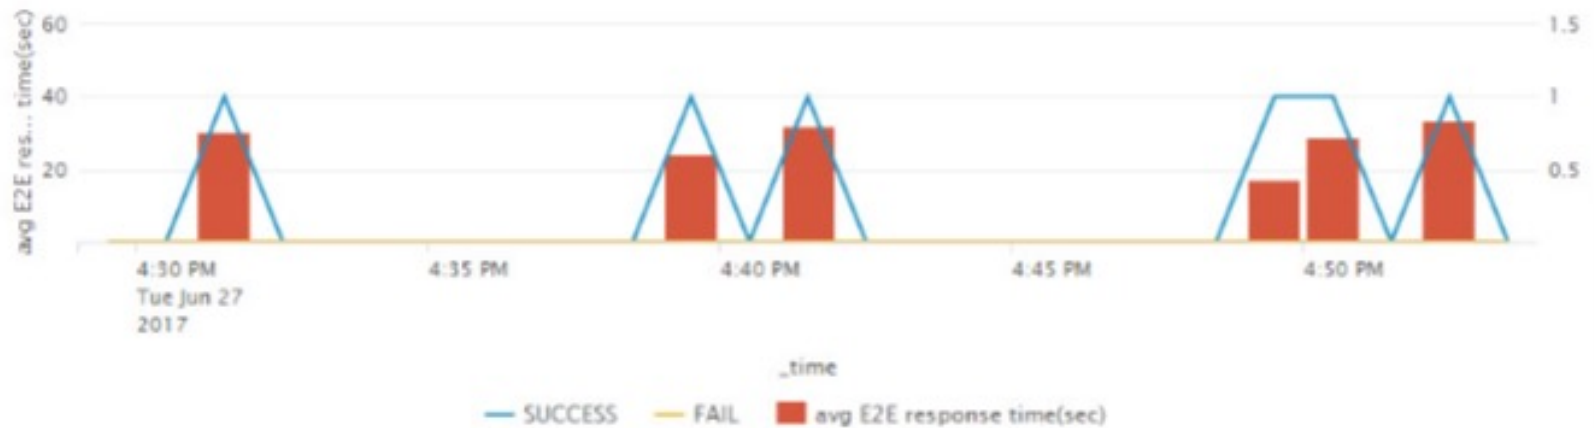 avg E2E res... time(sec)
60
40
20
1.5
1
0.5
4:30 PM
Tue Jun 27
2017
4:35 PM
4:40 PM
4:45 PM
4:50 PM
_time
SUCCESS
FAIL
avg E2E response time(sec)